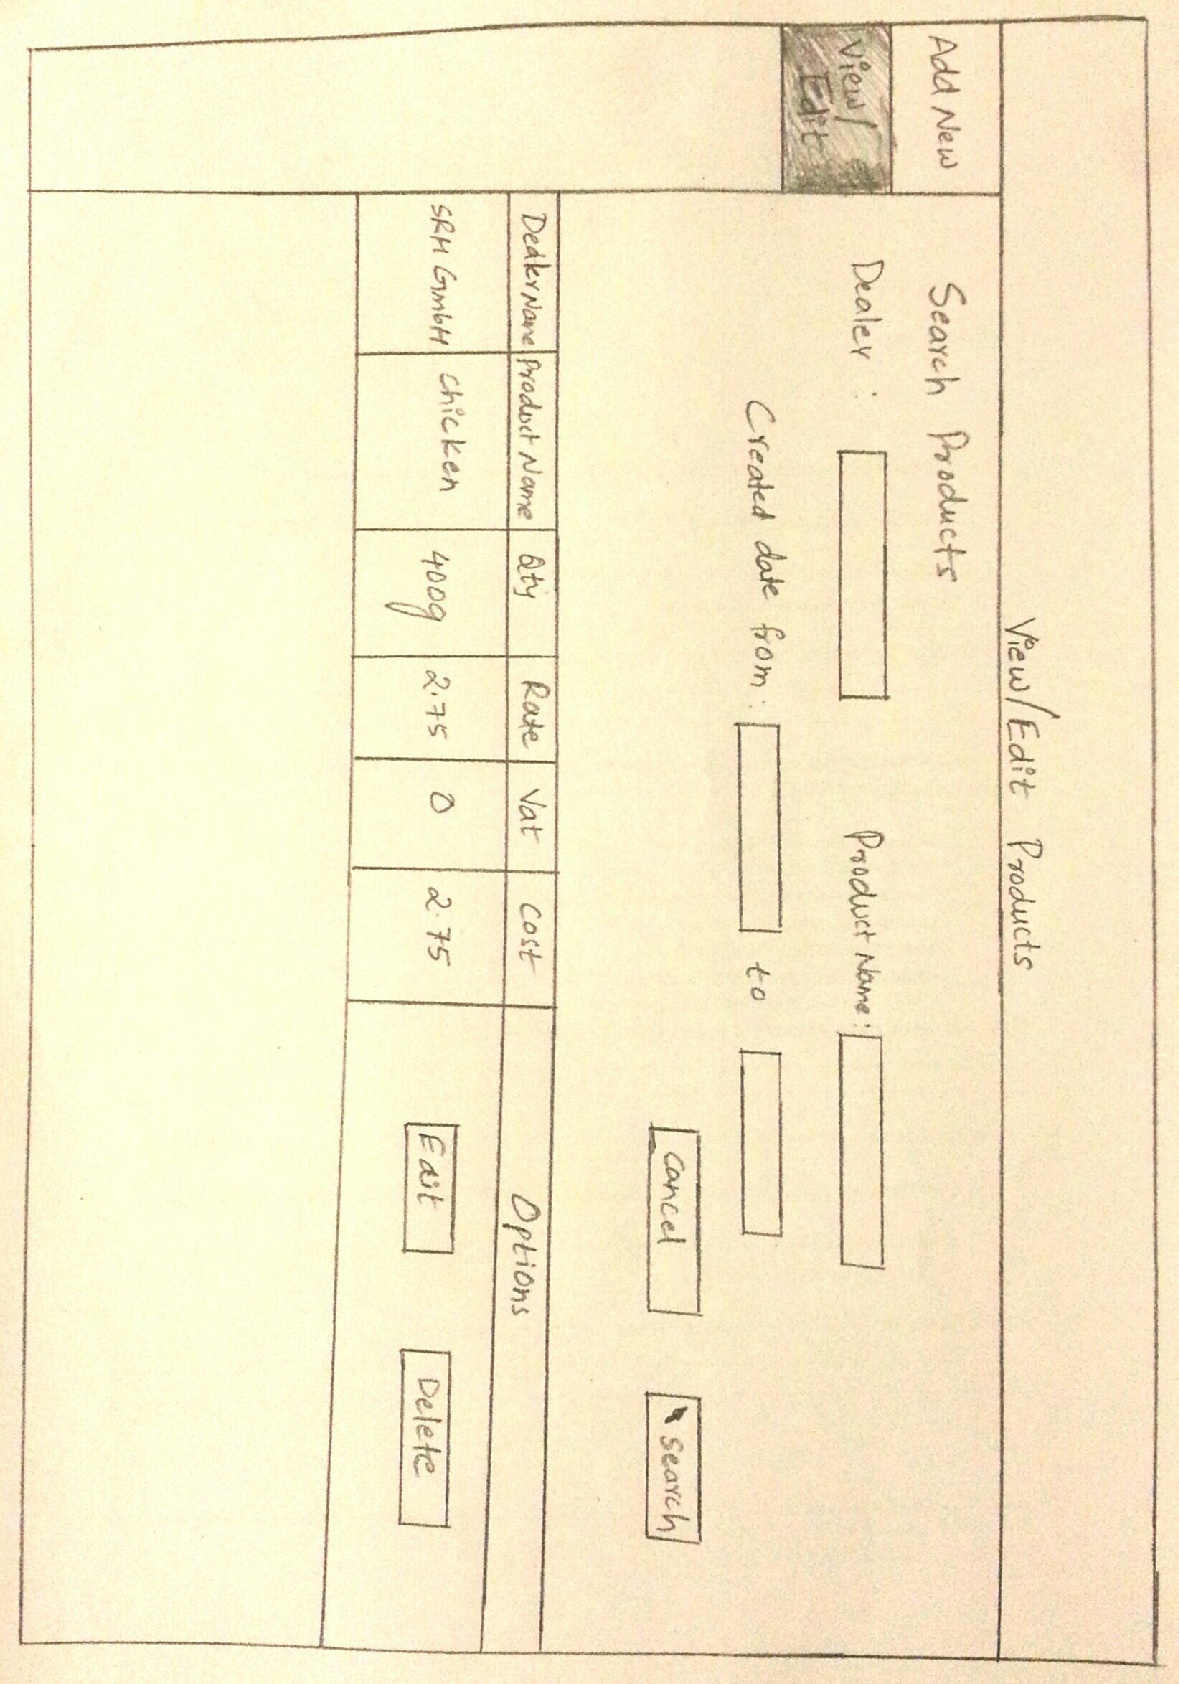 View/Edit Products
Add New
View/
Edit
Search Products
Dealer : Product Name:
Created date from : to
Cancel search
Dealer Name Product Name Qty Rate Vat Cost Options
SRH GmbH Chicken 400g 2.75 0 2.75 Edit Delete